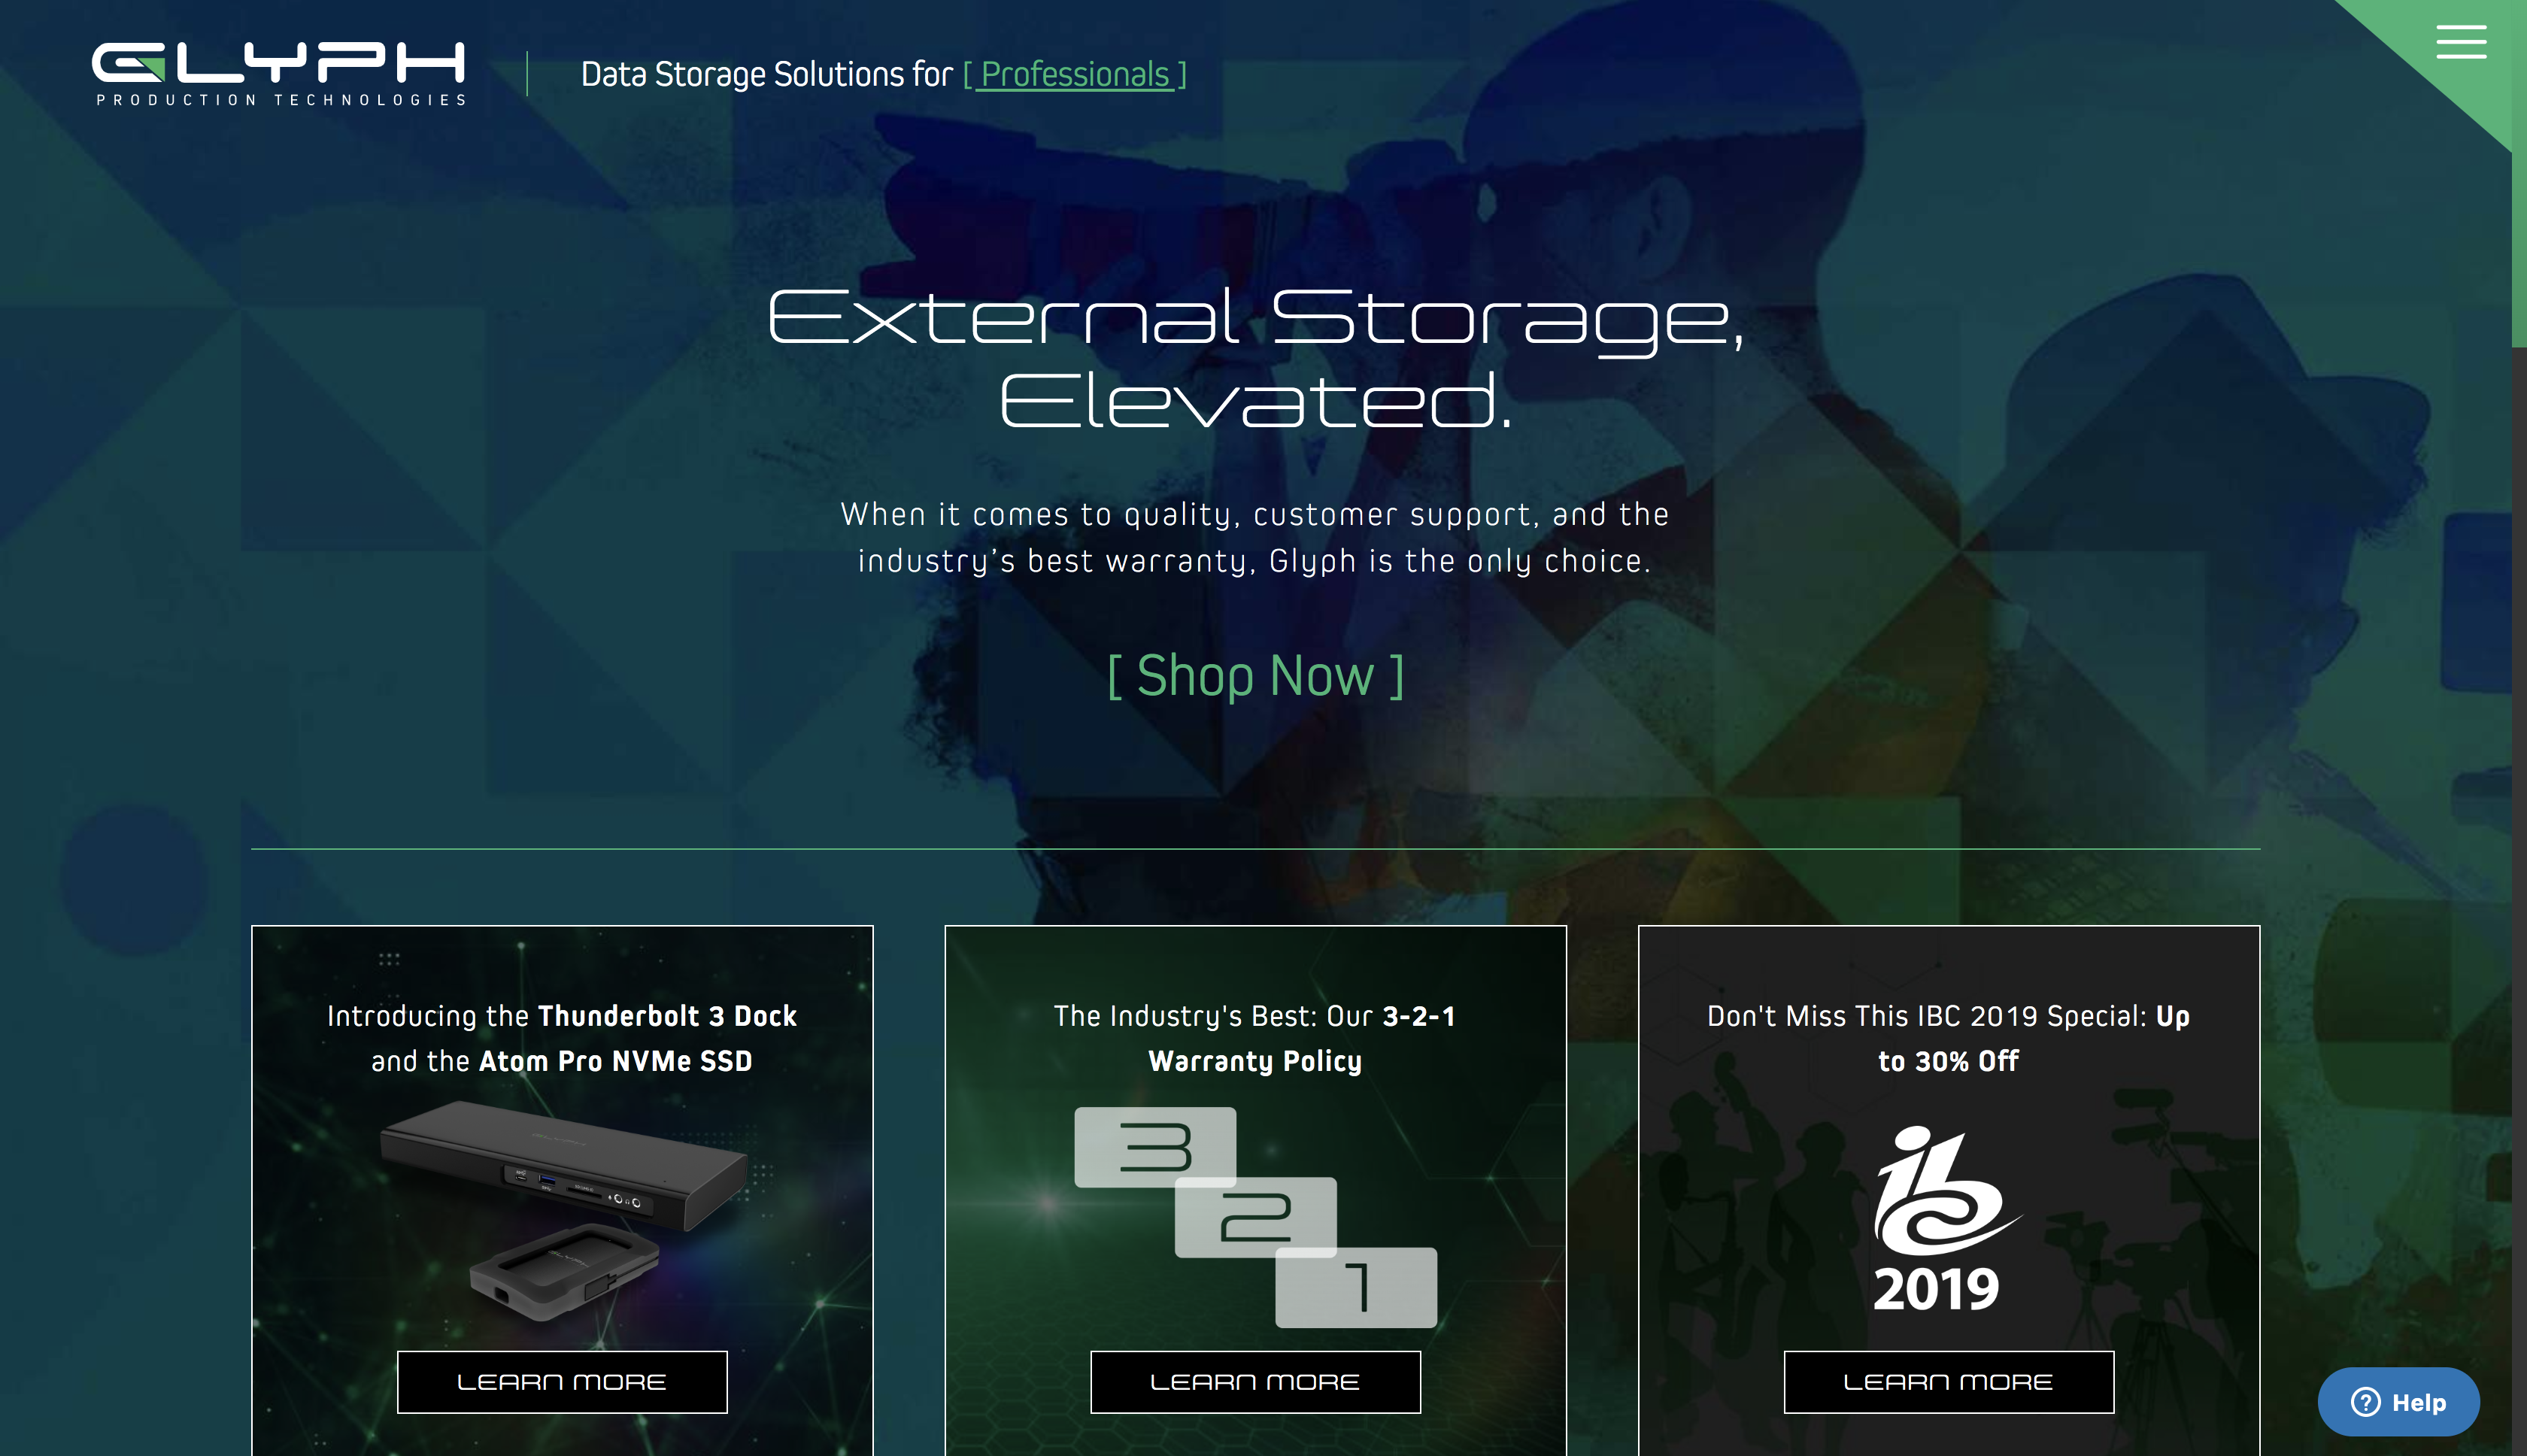 GLYPH
PRODUCTION TECHNOLOGIES
Data Storage Solutions for [ Professionals ]
External Storage,
Elevated.
When it comes to quality, customer support, and the
industry’s best warranty, Glyph is the only choice.
[ Shop Now ]
Introducing the Thunderbolt 3 Dock
and the Atom Pro NVMe SSD
LEARN MORE
The Industry's Best: Our 3-2-1
Warranty Policy
3
2
1
LEARN MORE
Don't Miss This IBC 2019 Special: Up
to 30% Off
ibc
2019
LEARN MORE
? Help